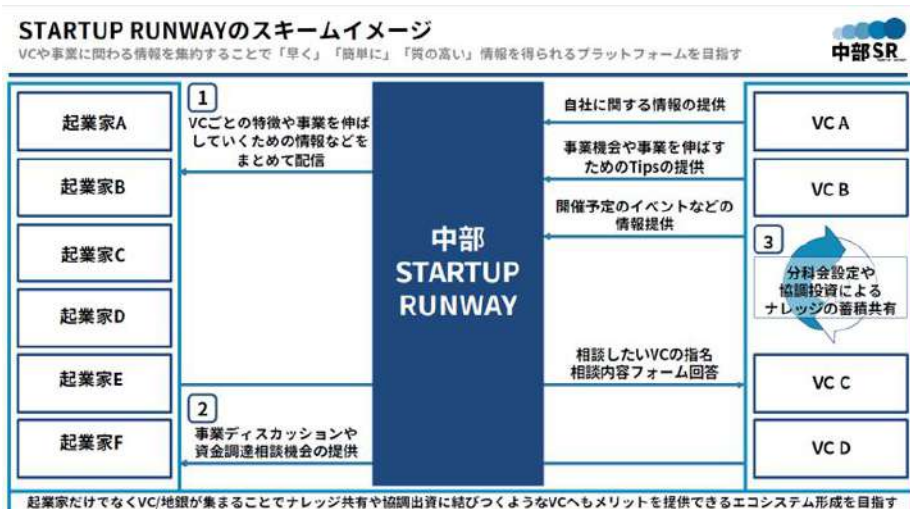 STARTUP RUNWAYのスキームイメージ
VCや事業に関わる情報を集約することで「早く」「簡単に」「質の高い」情報を得られるプラットフォームを目指す
中部SR
起業家A
起業家B
起業家C
起業家D
起業家E
起業家F
1
VCごとの特徴や事業を伸ば
していくための情報などを
まとめて配信
2
事業ディスカッションや
資金調達相談機会の提供
中部
STARTUP
RUNWAY
自社に関する情報の提供
事業機会や事業を伸ばす
ためのTipsの提供
開催予定のイベントなどの
情報提供
相談したいVCの指名
相談内容フォーム回答
VC A
VC B
3
分科会設定や
協調投資による
ナレッジの蓄積共有
VC C
VC D
起業家だけでなくVC/地銀が集まることでナレッジ共有や協調出資に結びつくようなVCへもメリットを提供できるエコシステム形成を目指す